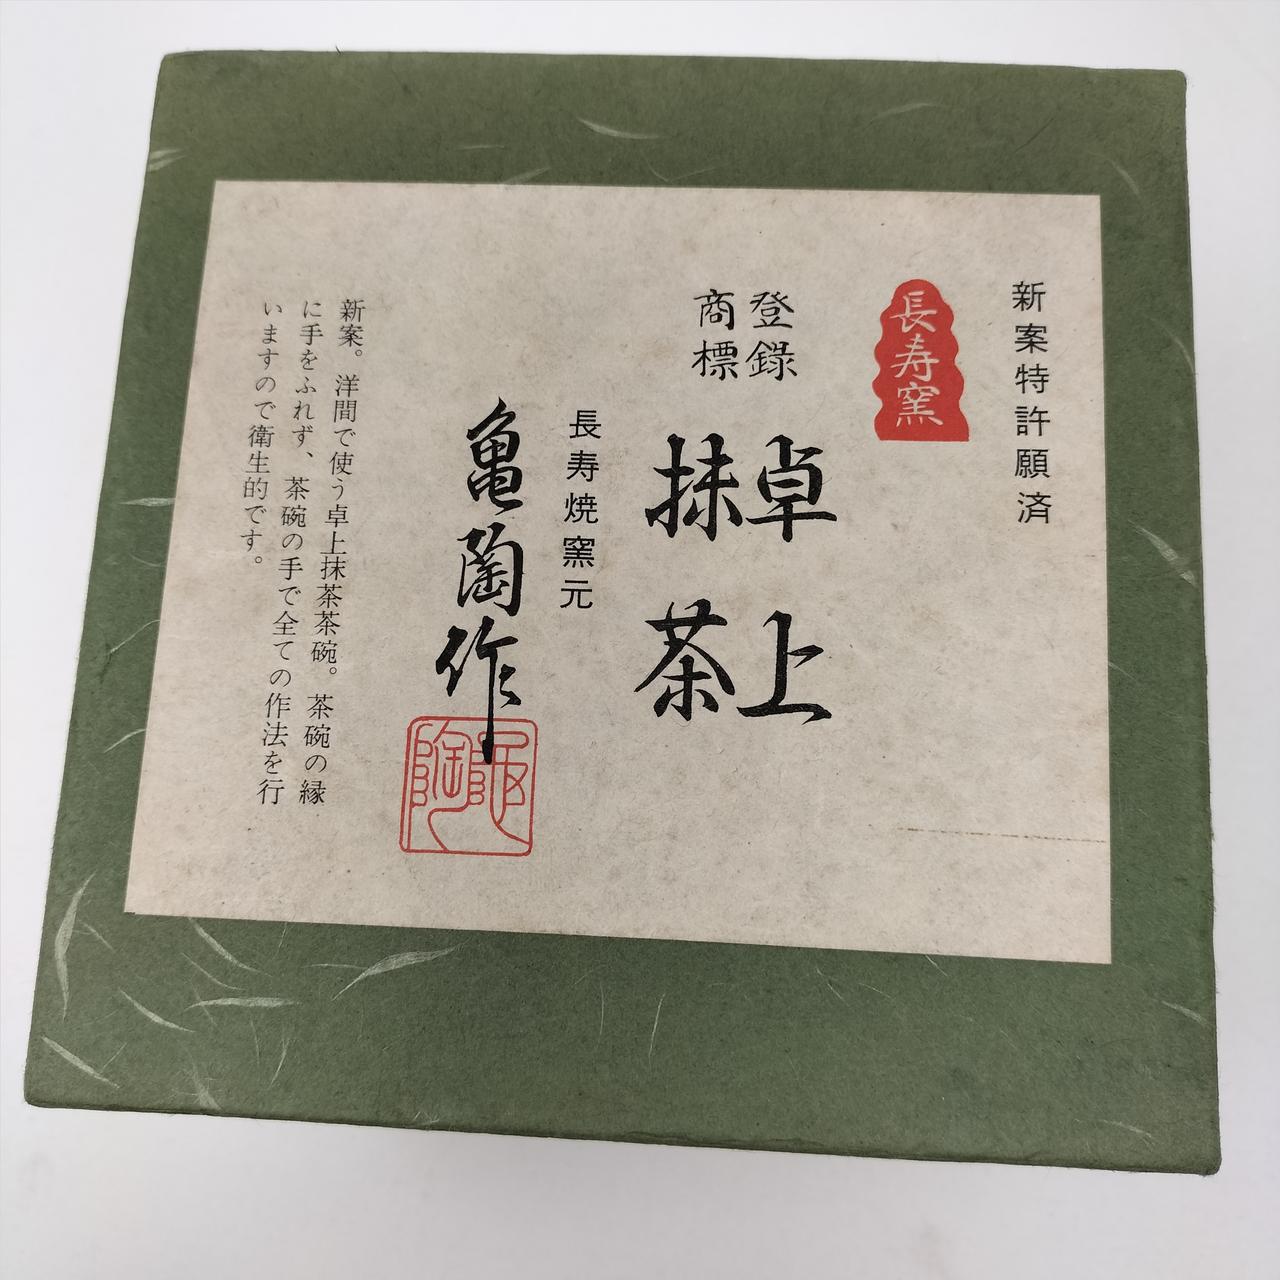 新案特許願済
長寿窯
登録
商標
卓上
抹茶
長寿焼窯元
亀陶作
亀陶
新案。洋間で使う卓上抹茶茶碗。茶碗の縁
に手をふれず、茶碗の手で全ての作法を行
いますので衛生的です。